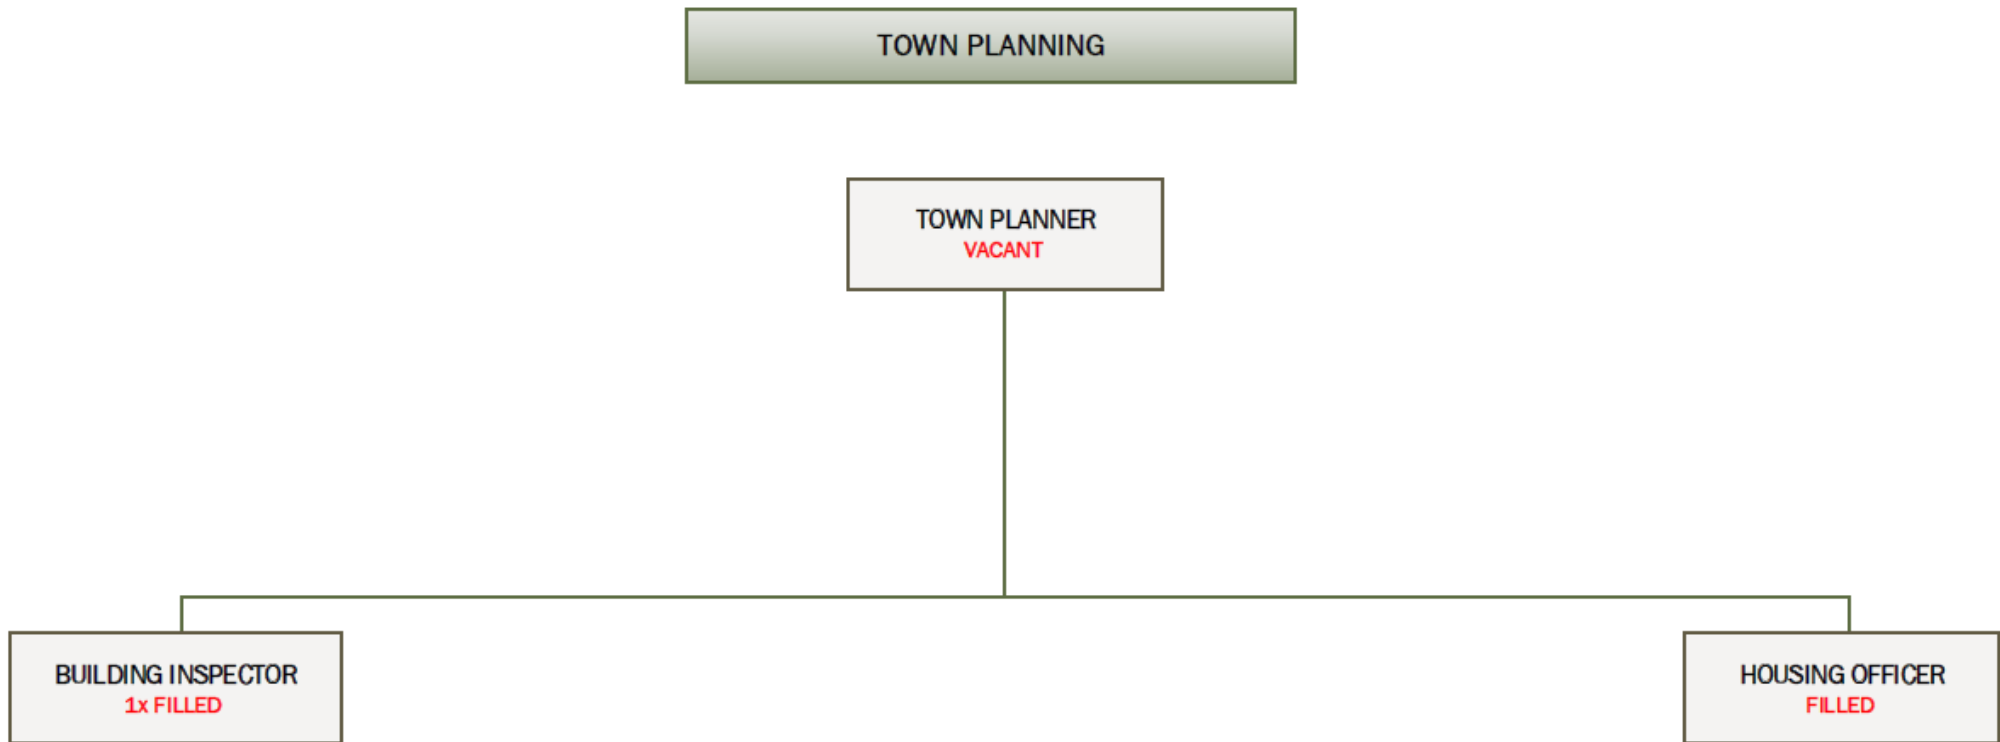 TOWN PLANNING
TOWN PLANNER
VACANT
BUILDING INSPECTOR
1x FILLED
HOUSING OFFICER
FILLED